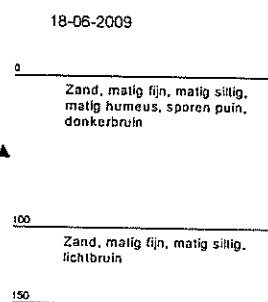 18-06-2009
0
Zand, matig fijn, matig siltig,
matig humeus, sporen puin,
donkerbruin
100
Zand, matig fijn, matig siltig,
lichtbruin
150